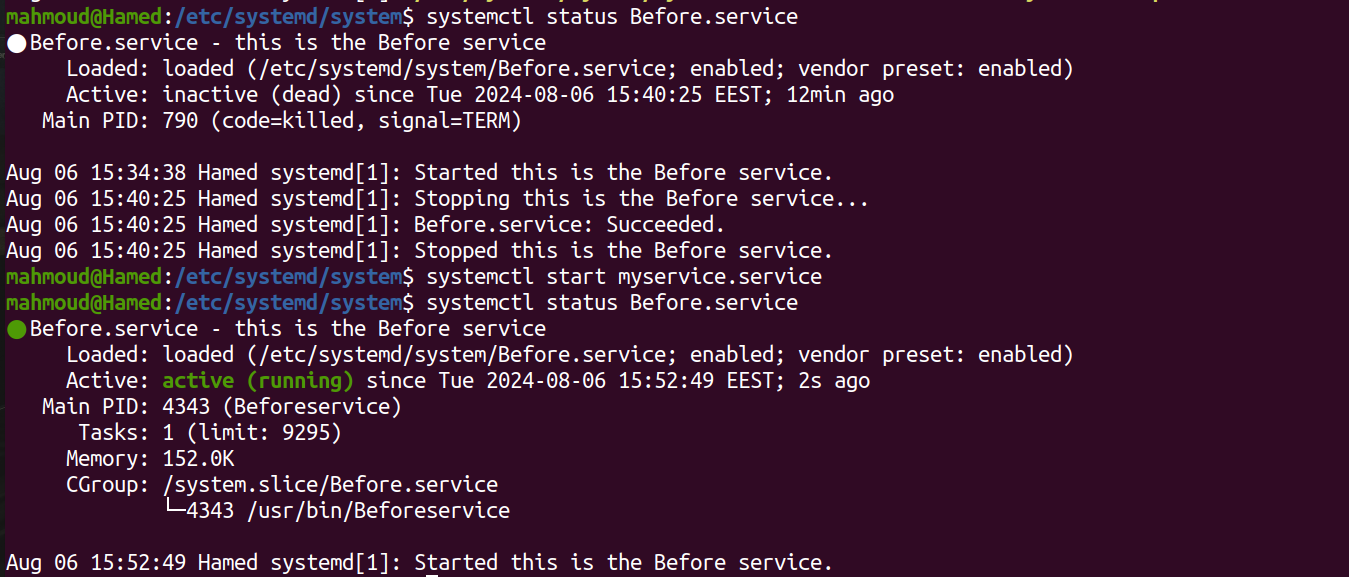 mahmoud@Hamed:/etc/systemd/system$ systemctl status Before.service
●Before.service - this is the Before service
     Loaded: loaded (/etc/systemd/system/Before.service; enabled; vendor preset: enabled)
     Active: inactive (dead) since Tue 2024-08-06 15:40:25 EEST; 12min ago
   Main PID: 790 (code=killed, signal=TERM)

Aug 06 15:34:38 Hamed systemd[1]: Started this is the Before service.
Aug 06 15:40:25 Hamed systemd[1]: Stopping this is the Before service...
Aug 06 15:40:25 Hamed systemd[1]: Before.service: Succeeded.
Aug 06 15:40:25 Hamed systemd[1]: Stopped this is the Before service.
mahmoud@Hamed:/etc/systemd/system$ systemctl start myservice.service
mahmoud@Hamed:/etc/systemd/system$ systemctl status Before.service
●Before.service - this is the Before service
     Loaded: loaded (/etc/systemd/system/Before.service; enabled; vendor preset: enabled)
     Active: active (running) since Tue 2024-08-06 15:52:49 EEST; 2s ago
   Main PID: 4343 (Beforeservice)
      Tasks: 1 (limit: 9295)
     Memory: 152.0K
     CGroup: /system.slice/Before.service
             └─4343 /usr/bin/Beforeservice

Aug 06 15:52:49 Hamed systemd[1]: Started this is the Before service.